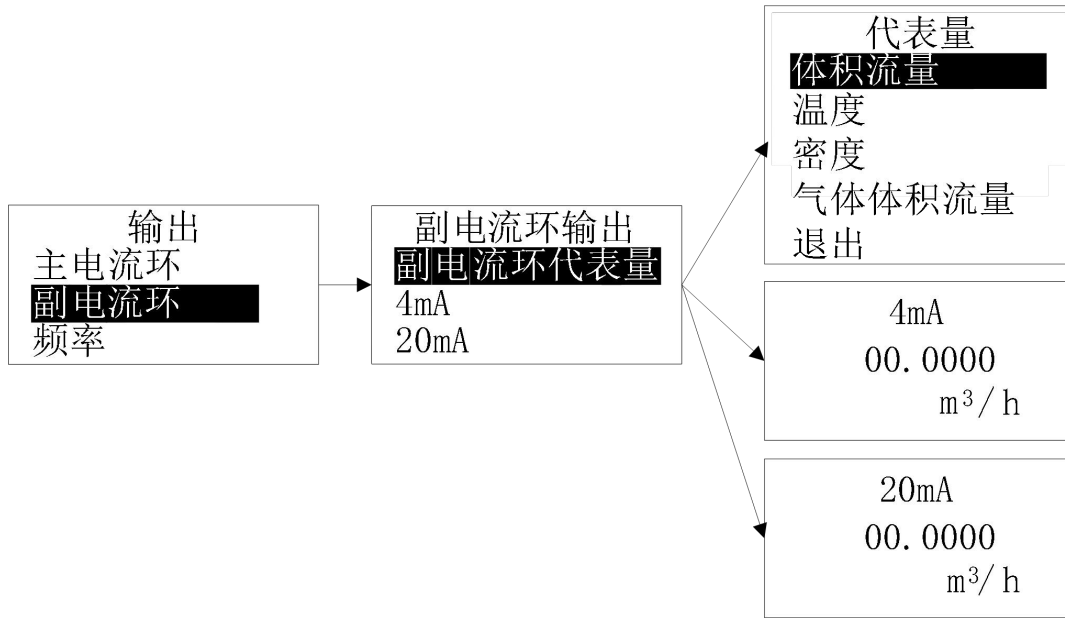 输出
主电流环
副电流环
频率
副电流环输出
副电流环代表量
4mA
20mA
代表量
体积流量
温度
密度
气体体积流量
退出
4mA
00.0000
m³/h
20mA
00.0000
m³/h